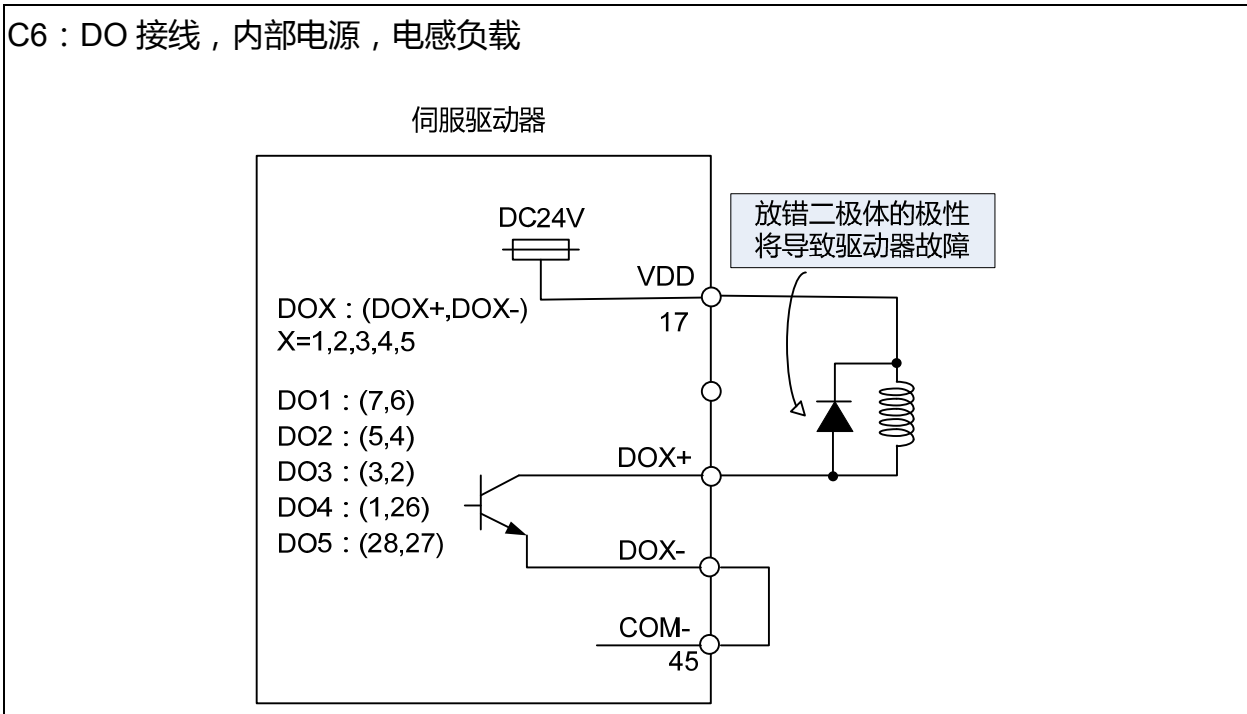 C6：DO 接线，内部电源，电感负载
伺服驱动器
DC24V
放错二极体的极性
将导致驱动器故障
VDD
17
DOX：(DOX+,DOX-)
X=1,2,3,4,5
DO1：(7,6)
DO2：(5,4)
DO3：(3,2)
DO4：(1,26)
DO5：(28,27)
DOX+
DOX-
COM-
45